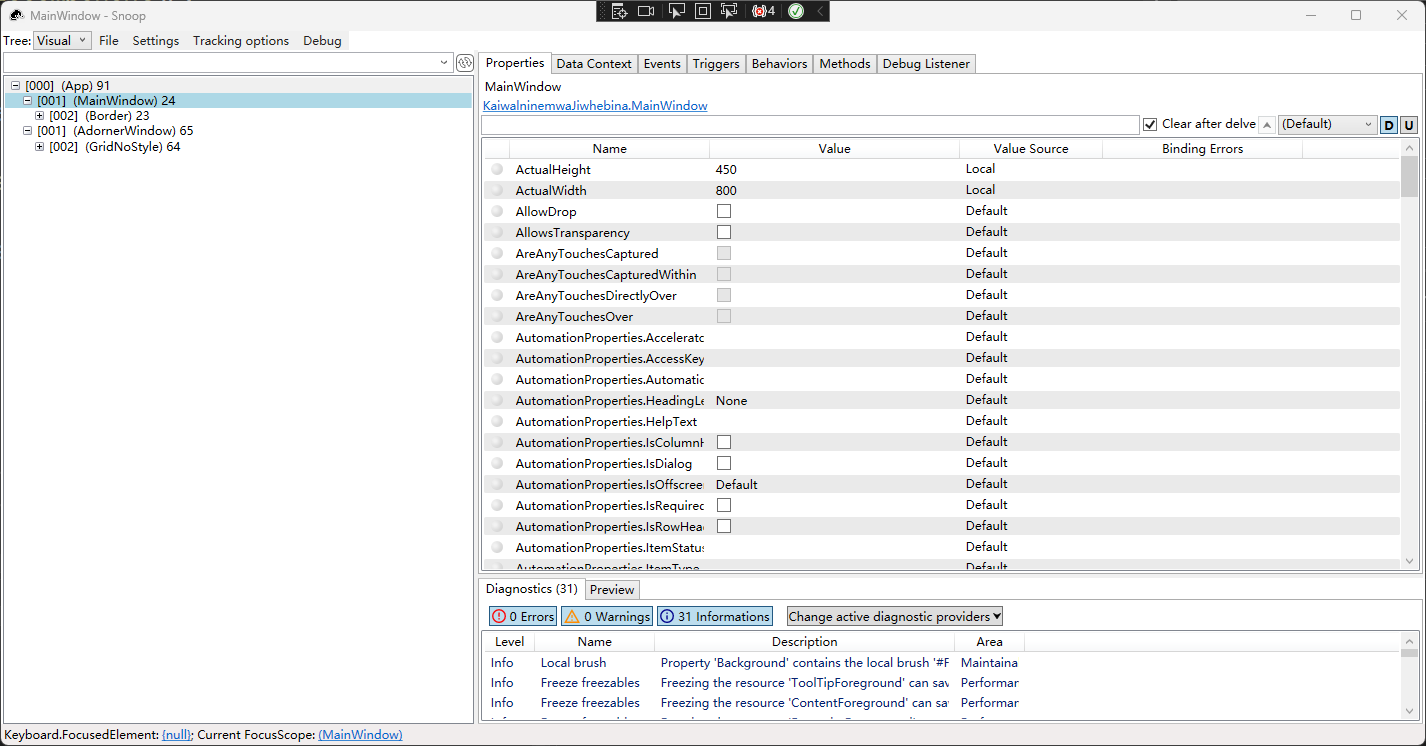 MainWindow - Snoop
4
Tree: Visual File Settings Tracking options Debug
[000] (App) 91
[001] (MainWindow) 24
[002] (Border) 23
[001] (AdornerWindow) 65
[002] (GridNoStyle) 64
Properties Data Context Events Triggers Behaviors Methods Debug Listener
MainWindow
KaiwalninemwaJiwhebina.MainWindow
Clear after delve (Default) D U
Name Value Value Source Binding Errors
ActualHeight 450 Local
ActualWidth 800 Local
AllowDrop Default
AllowsTransparency Default
AreAnyTouchesCaptured Default
AreAnyTouchesCapturedWithin Default
AreAnyTouchesDirectlyOver Default
AreAnyTouchesOver Default
AutomationProperties.Acceleratc Default
AutomationProperties.AccessKey Default
AutomationProperties.Automatic Default
AutomationProperties.HeadingLe None Default
AutomationProperties.HelpText Default
AutomationProperties.IsColumnH Default
AutomationProperties.IsDialog Default
AutomationProperties.IsOffscreen Default Default
AutomationProperties.IsRequired Default
AutomationProperties.IsRowHea Default
AutomationProperties.ItemStatus Default
AutomationProperties.ItemType Default
Diagnostics (31) Preview
0 Errors 0 Warnings 31 Informations Change active diagnostic providers
Level Name Description Area
Info Local brush Property 'Background' contains the local brush '#F Maintaina
Info Freeze freezables Freezing the resource 'ToolTipForeground' can sav Performar
Info Freeze freezables Freezing the resource 'ContentForeground' can sav Performar
Keyboard.FocusedElement: (null); Current FocusScope: (MainWindow)